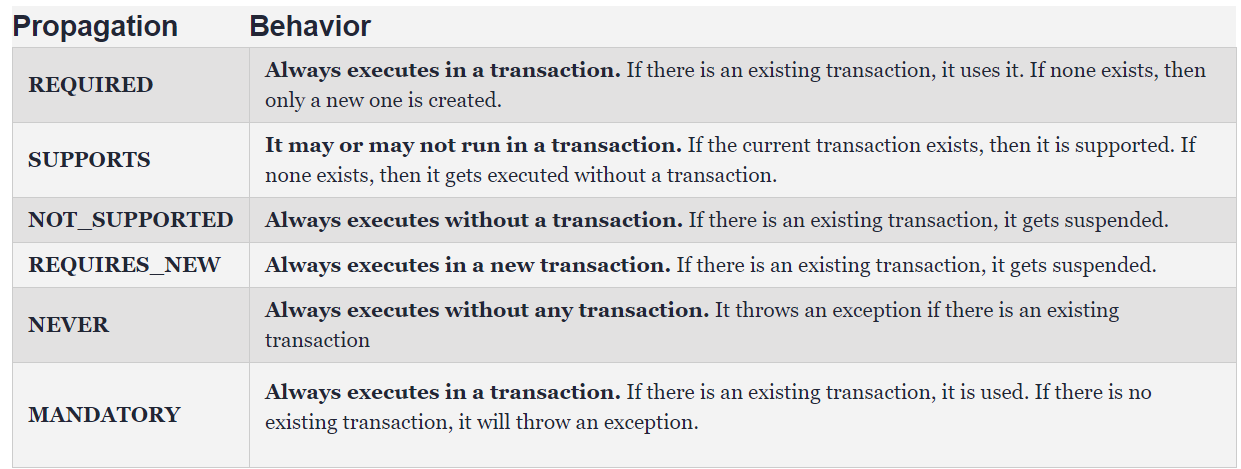 Propagation Behavior
REQUIRED
Always executes in a transaction. If there is an existing transaction, it uses it. If none exists, then
only a new one is created.
SUPPORTS
It may or may not run in a transaction. If the current transaction exists, then it is supported. If
none exists, then it gets executed without a transaction.
NOT_SUPPORTED Always executes without a transaction. If there is an existing transaction, it gets suspended.
REQUIRES_NEW Always executes in a new transaction. If there is an existing transaction, it gets suspended.
NEVER
Always executes without any transaction. It throws an exception if there is an existing
transaction
MANDATORY
Always executes in a transaction. If there is an existing transaction, it is used. If there is no
existing transaction, it will throw an exception.